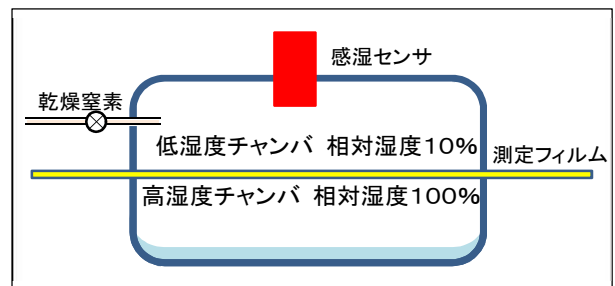 感湿センサ
乾燥窒素
低湿度チャンバ 相対湿度10%
測定フィルム
高湿度チャンバ 相対湿度100%